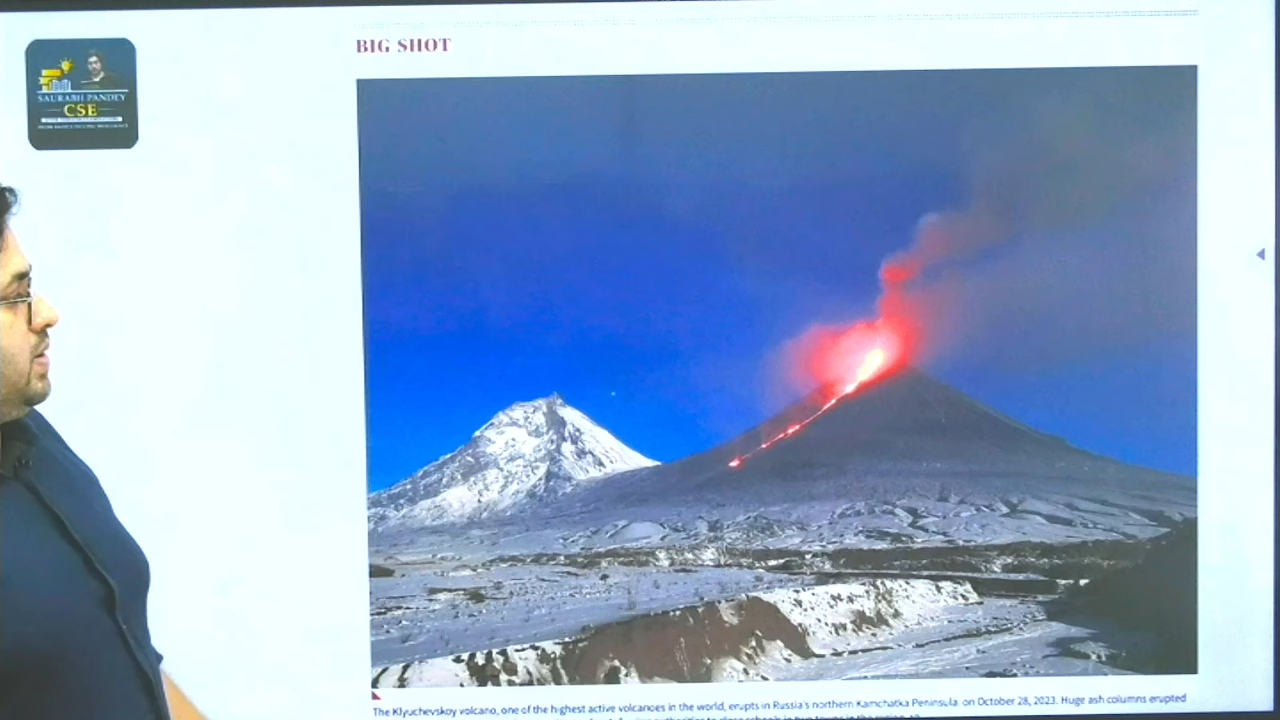 BIG SHOT
SAURABH PANDEY
CSE
The Klyuchevskoy volcano, one of the highest active volcanoes in the world, erupts in Russia's northern Kamchatka Peninsula on October 28, 2023. Huge ash columns erupted